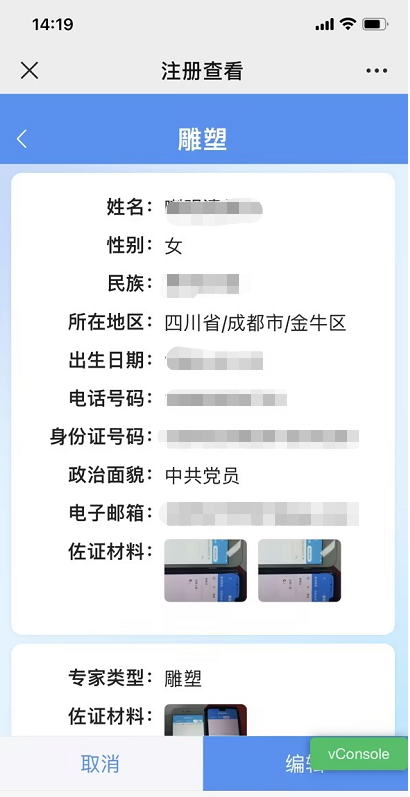 14:19
注册查看
雕塑
姓名：
性别：女
民族：
所在地区：四川省/成都市/金牛区
出生日期：
电话号码：
身份证号码：
政治面貌：中共党员
电子邮箱：
佐证材料：
专家类型：雕塑
佐证材料：
取消
编辑
vConsole